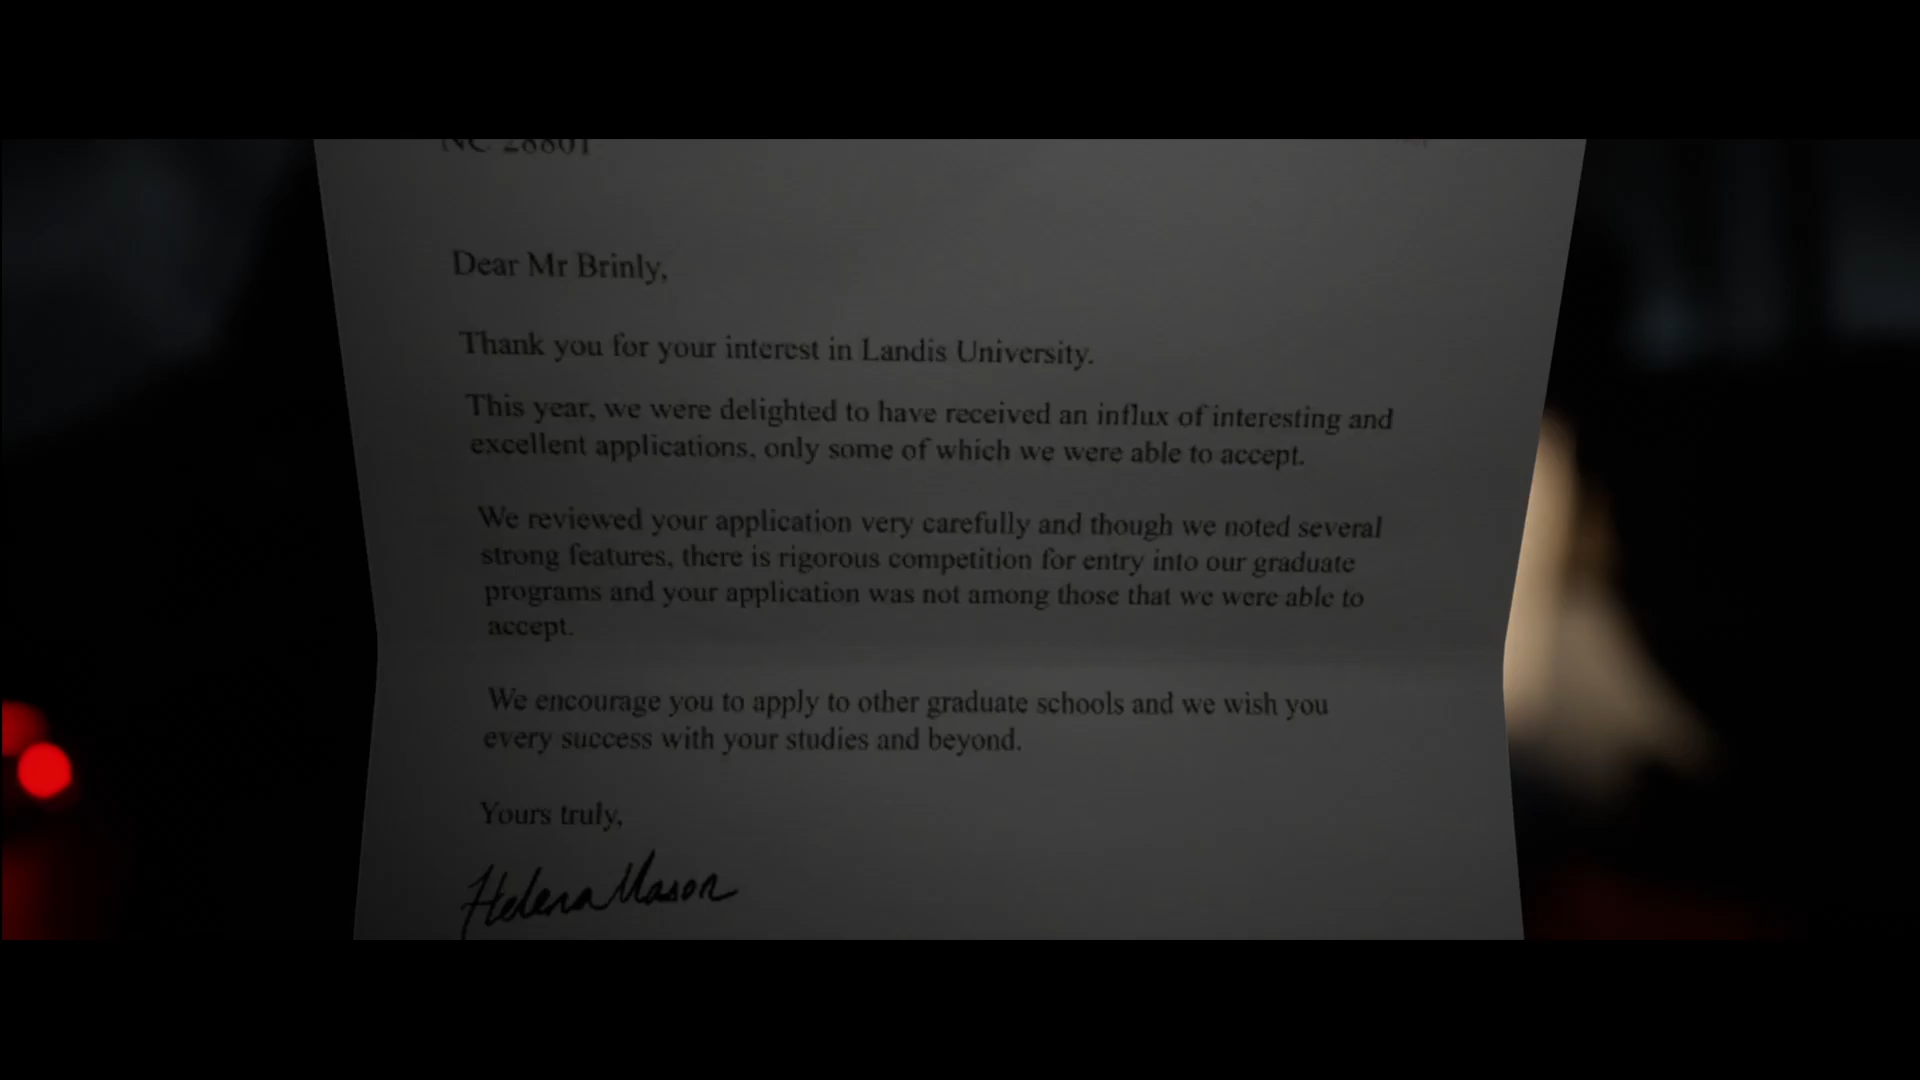 NC 28801
Dear Mr Brinly,
Thank you for your interest in Landis University.
This year, we were delighted to have received an influx of interesting and
excellent applications, only some of which we were able to accept.
We reviewed your application very carefully and though we noted several
strong features, there is rigorous competition for entry into our graduate
programs and your application was not among those that we were able to
accept.
We encourage you to apply to other graduate schools and we wish you
every success with your studies and beyond.
Yours truly,
Helena Mason